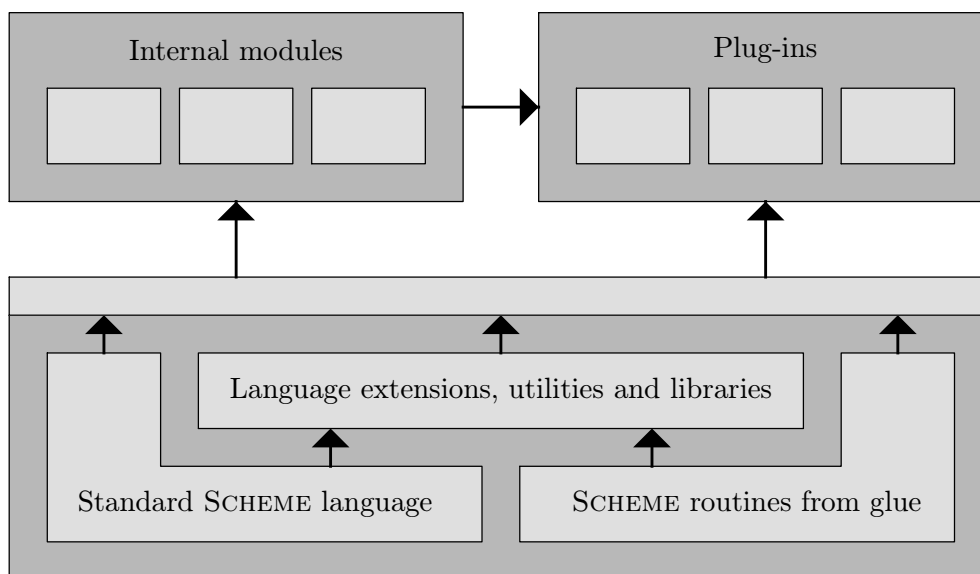 Internal modules
Plug-ins
Language extensions, utilities and libraries
Standard SCHEME language
SCHEME routines from glue